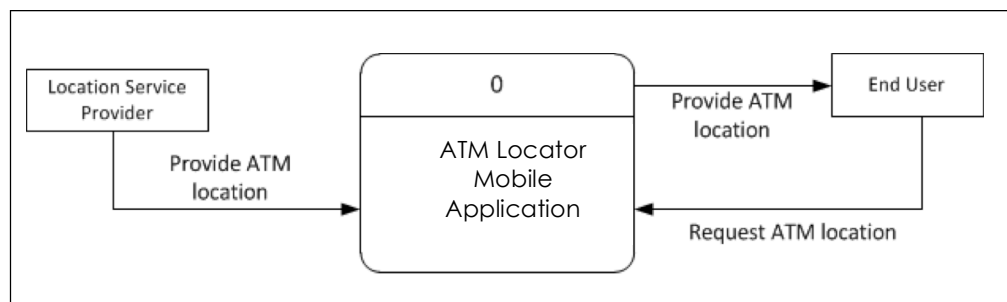 Location Service
Provider
Provide ATM
location
0
ATM Locator
Mobile
Application
Provide ATM
location
End User
Request ATM location